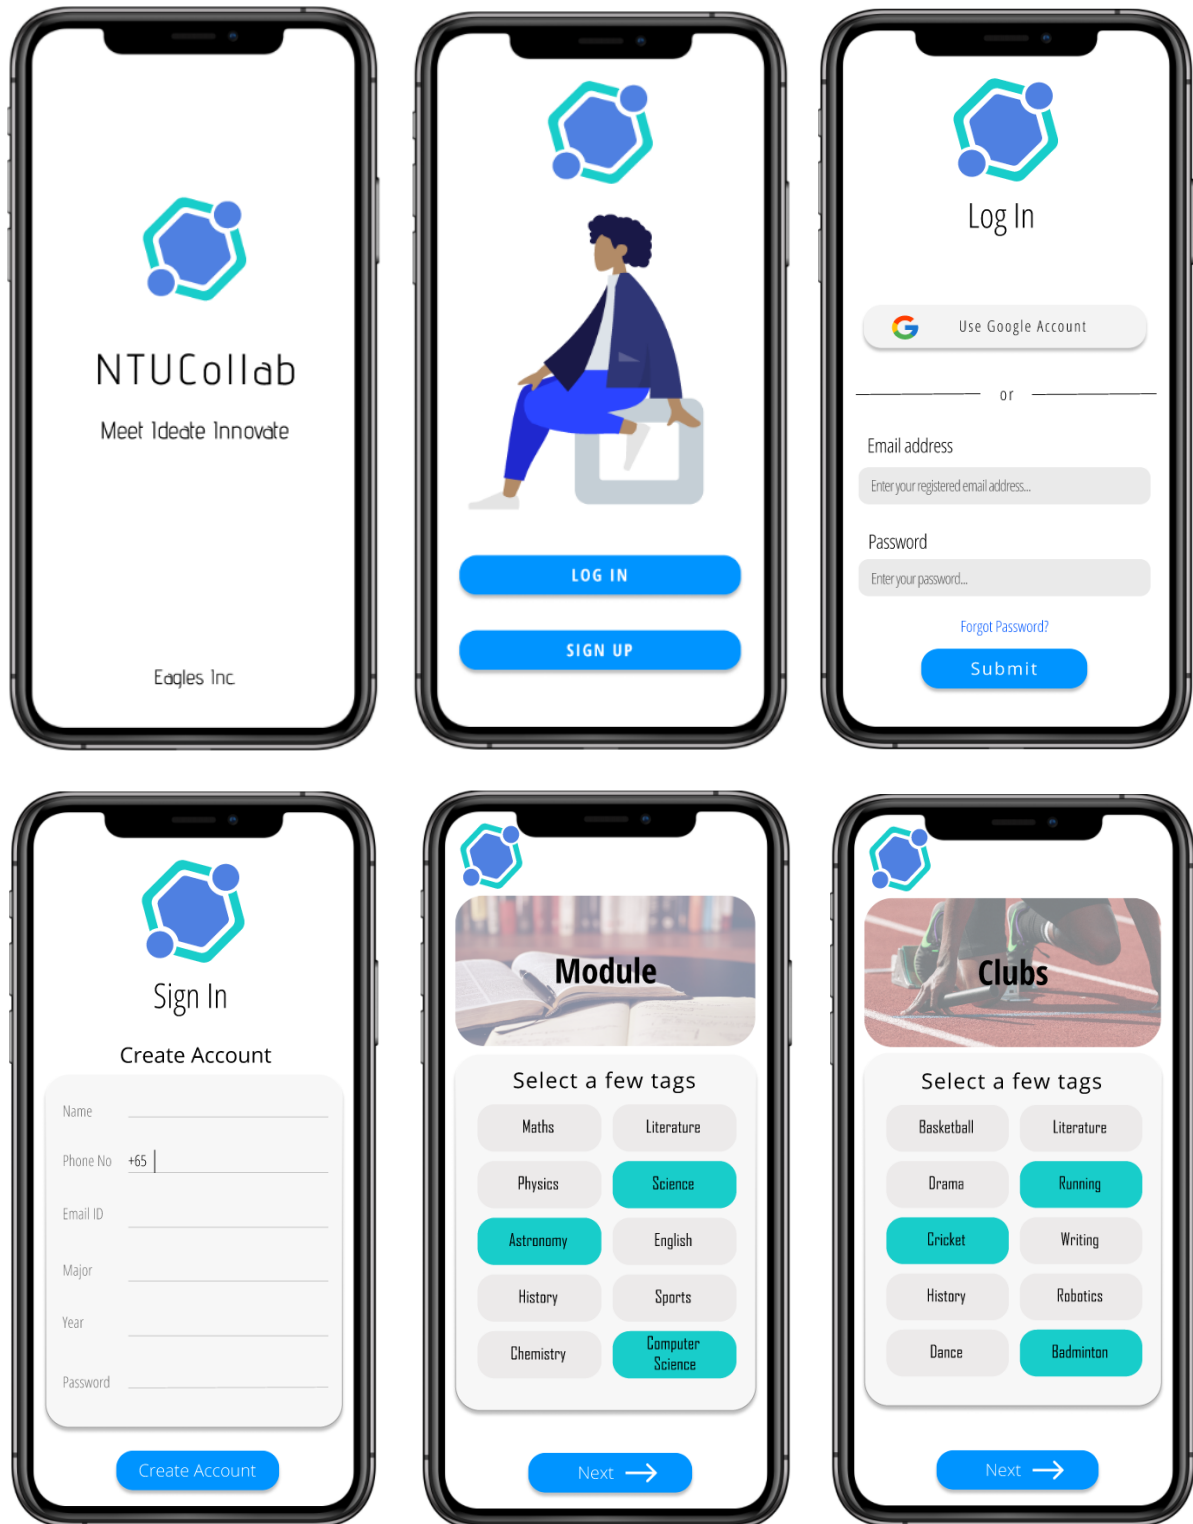 NTUCollab
Meet Ideate Innovate
Eagles Inc.
LOG IN
SIGN UP
Log In
Use Google Account
or
Email address
Enter your registered email address...
Password
Enter your password...
Forgot Password?
Submit
Sign In
Create Account
Name
Phone No +65
Email ID
Major
Year
Password
Create Account
Module
Select a few tags
Maths Literature
Physics Science
Astronomy English
History Sports
Chemistry Computer
Science
Next
Clubs
Select a few tags
Basketball Literature
Drama Running
Cricket Writing
History Robotics
Dance Badminton
Next